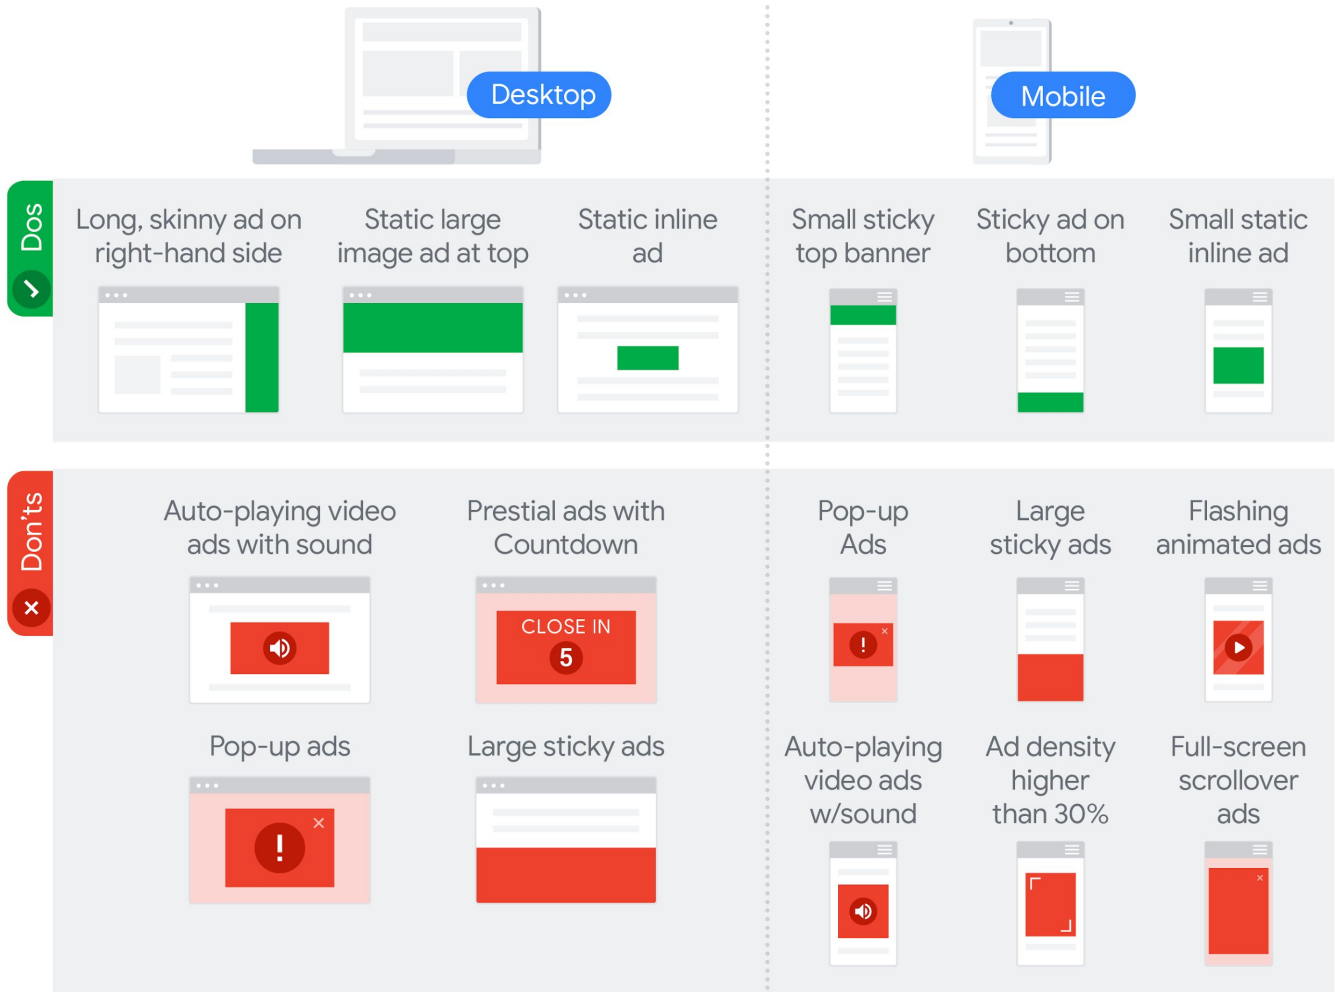 Desktop
Mobile
Dos
Long, skinny ad on
right-hand side
Static large
image ad at top
Static inline
ad
Small sticky
top banner
Sticky ad on
bottom
Small static
inline ad
Don'ts
Auto-playing video
ads with sound
Prestial ads with
Countdown
CLOSE IN
5
Pop-up ads
Large sticky ads
Pop-up
Ads
Large
sticky ads
Flashing
animated ads
Auto-playing
video ads
w/sound
Ad density
higher
than 30%
Full-screen
scrollover
ads